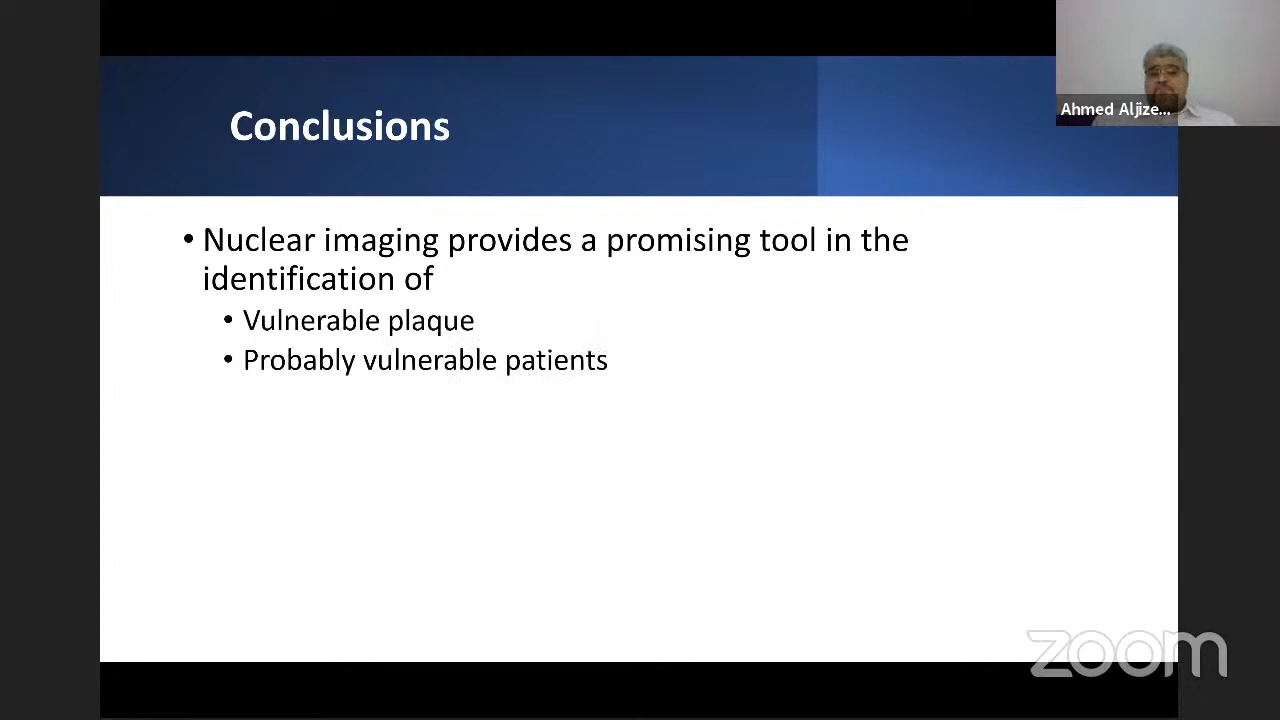 Ahmed Aljize...
Conclusions
• Nuclear imaging provides a promising tool in the
identification of
• Vulnerable plaque
• Probably vulnerable patients
zoom